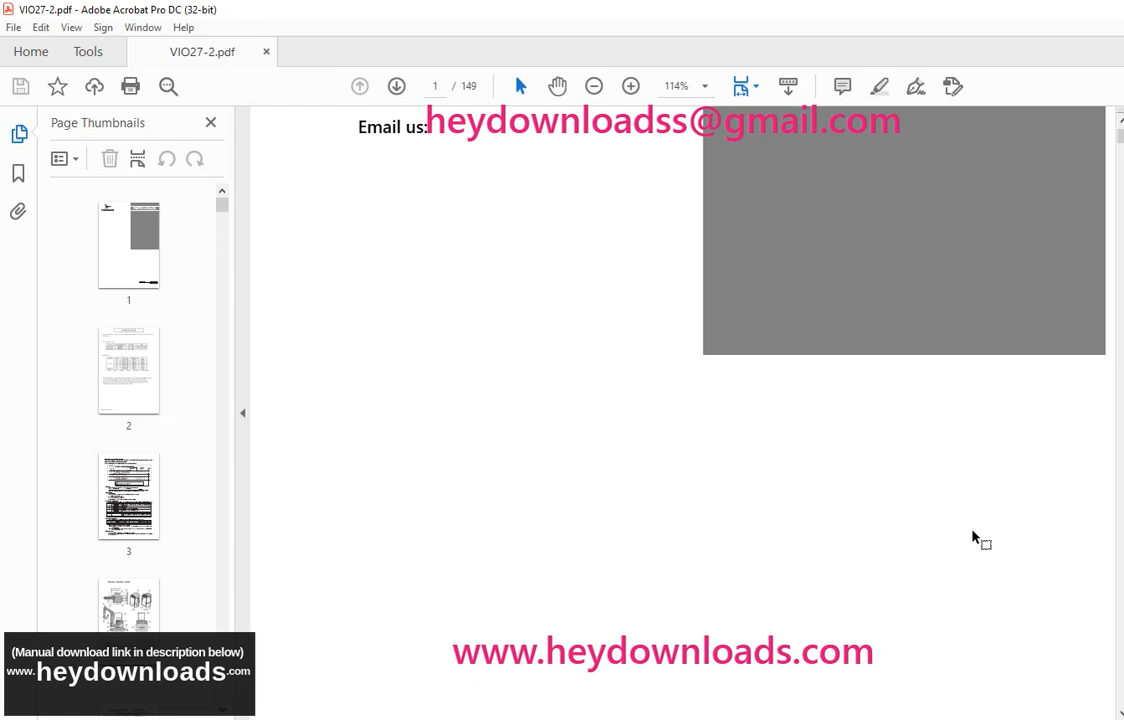 VIO27-2.pdf - Adobe Acrobat Pro DC (32-bit)
File Edit View Sign Window Help
Home Tools VIO27-2.pdf
1 / 149 114%
Page Thumbnails
Email us: heydownloadss@gmail.com
1
2
3
(Manual download link in description below)
www.heydownloads.com
www.heydownloads.com